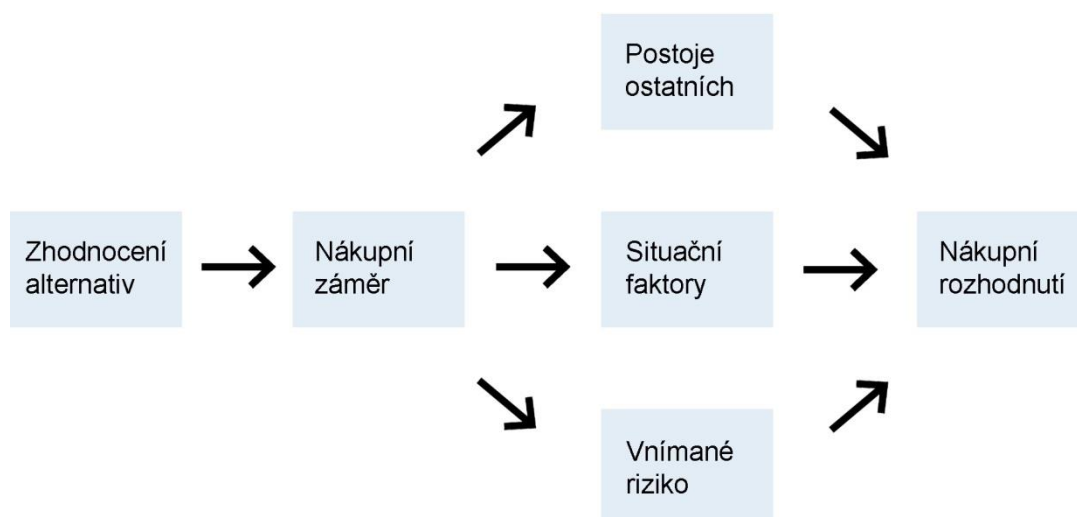 Postoje
ostatních
Zhodnocení
alternativ
Nákupní
záměr
Situační
faktory
Nákupní
rozhodnutí
Vnímané
riziko